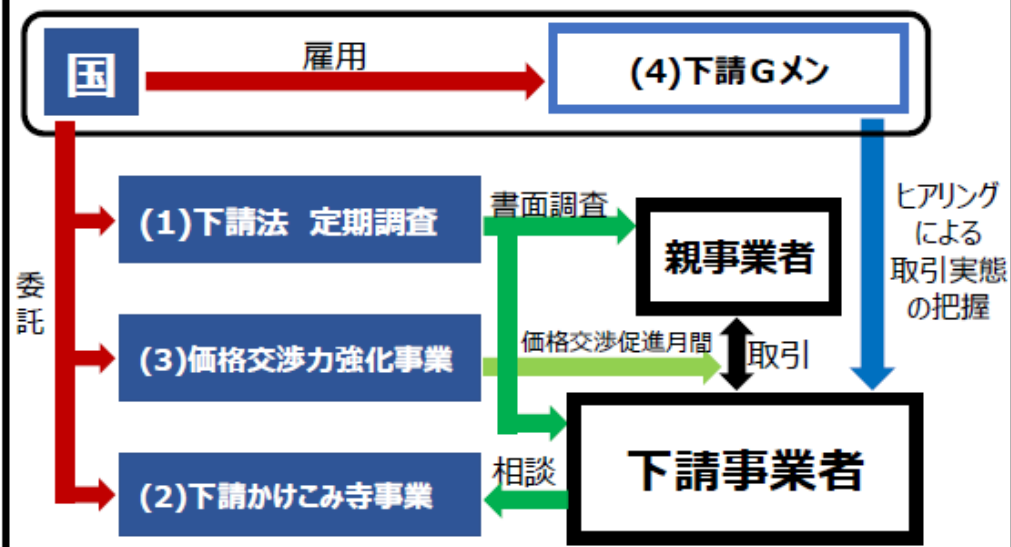 国
雇用
(4)下請Gメン
委
託
(1)下請法　定期調査
書面調査
親事業者
ヒアリング
による
取引実態
の把握
(3)価格交渉力強化事業
価格交渉促進月間
取引
(2)下請かけこみ寺事業
相談
下請事業者